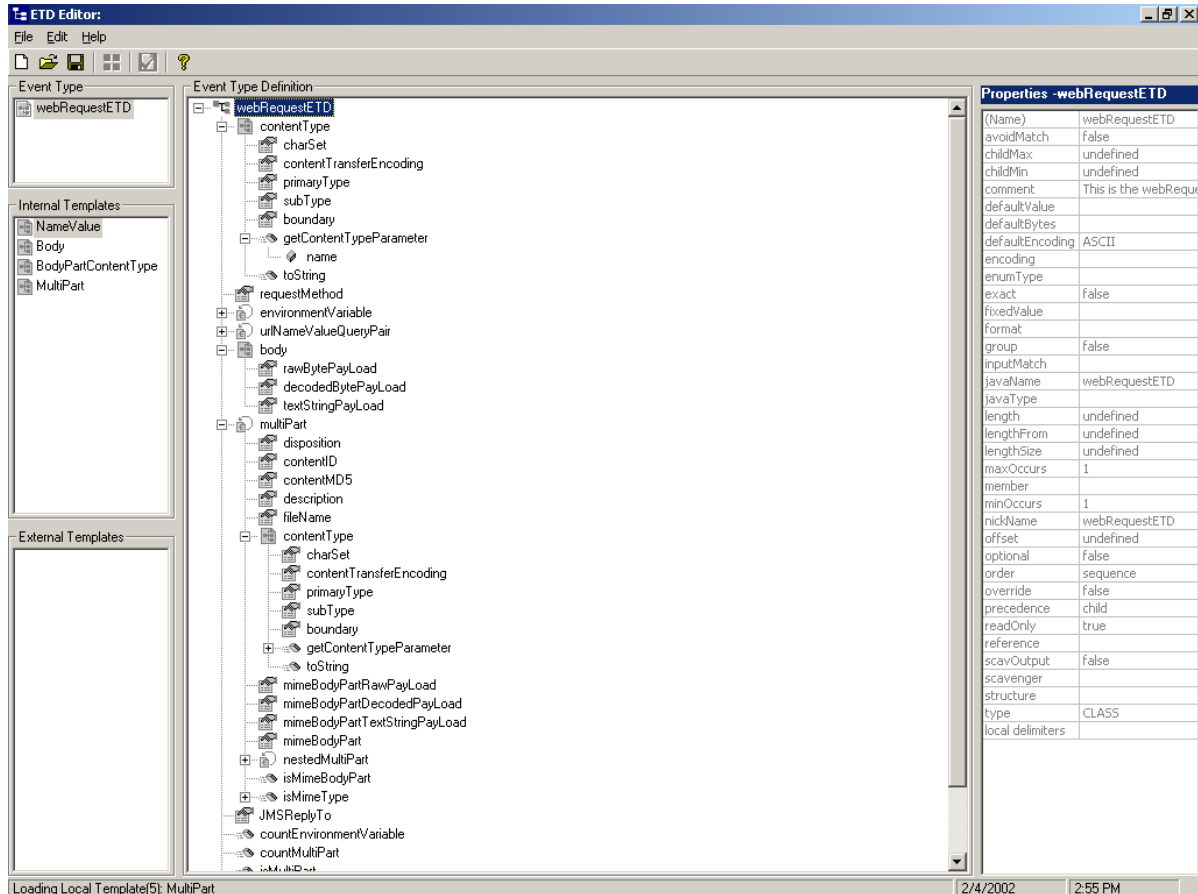 ETD Editor:
File Edit Help
Event Type
webRequestETD
Internal Templates
NameValue
Body
BodyPartContentType
MultiPart
External Templates
Event Type Definition
webRequestETD
contentType
charSet
contentTransferEncoding
primaryType
subType
boundary
getContentTypeParameter
name
toString
requestMethod
environmentVariable
urlNameValueQueryPair
body
rawBytePayLoad
decodedBytePayLoad
textStringPayLoad
multiPart
disposition
contentID
contentMD5
description
fileName
contentType
charSet
contentTransferEncoding
primaryType
subType
boundary
getContentTypeParameter
toString
mimeBodyPartRawPayLoad
mimeBodyPartDecodedPayLoad
mimeBodyPartTextStringPayLoad
mimeBodyPart
nestedMultiPart
isMimeBodyPart
isMimeType
JMSReplyTo
countEnvironmentVariable
countMultiPart
isMultiPart
Properties -webRequestETD
(Name) webRequestETD
avoidMatch false
childMax undefined
childMin undefined
comment This is the webReque
defaultValue
defaultBytes
defaultEncoding ASCII
encoding
enumType
exact false
fixedValue
format
group false
inputMatch
javaName webRequestETD
javaType
length undefined
lengthFrom undefined
lengthSize undefined
maxOccurs 1
member
minOccurs 1
nickName webRequestETD
offset undefined
optional false
order sequence
override false
precedence child
readOnly true
reference
scavOutput false
scavenger
structure
type CLASS
local delimiters
Loading Local Template(5): MultiPart 2/4/2002 2:55 PM